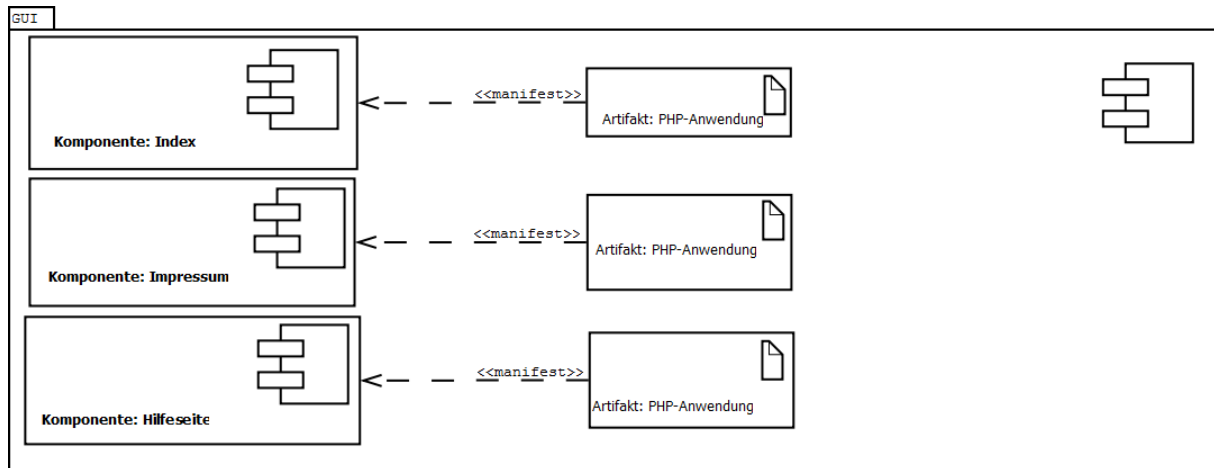 GUI
<<manifest>>
Artifakt: PHP-Anwendung
Komponente: Index
<<manifest>>
Artifakt: PHP-Anwendung
Komponente: Impressum
<<manifest>>
Artifakt: PHP-Anwendung
Komponente: Hilfeseite